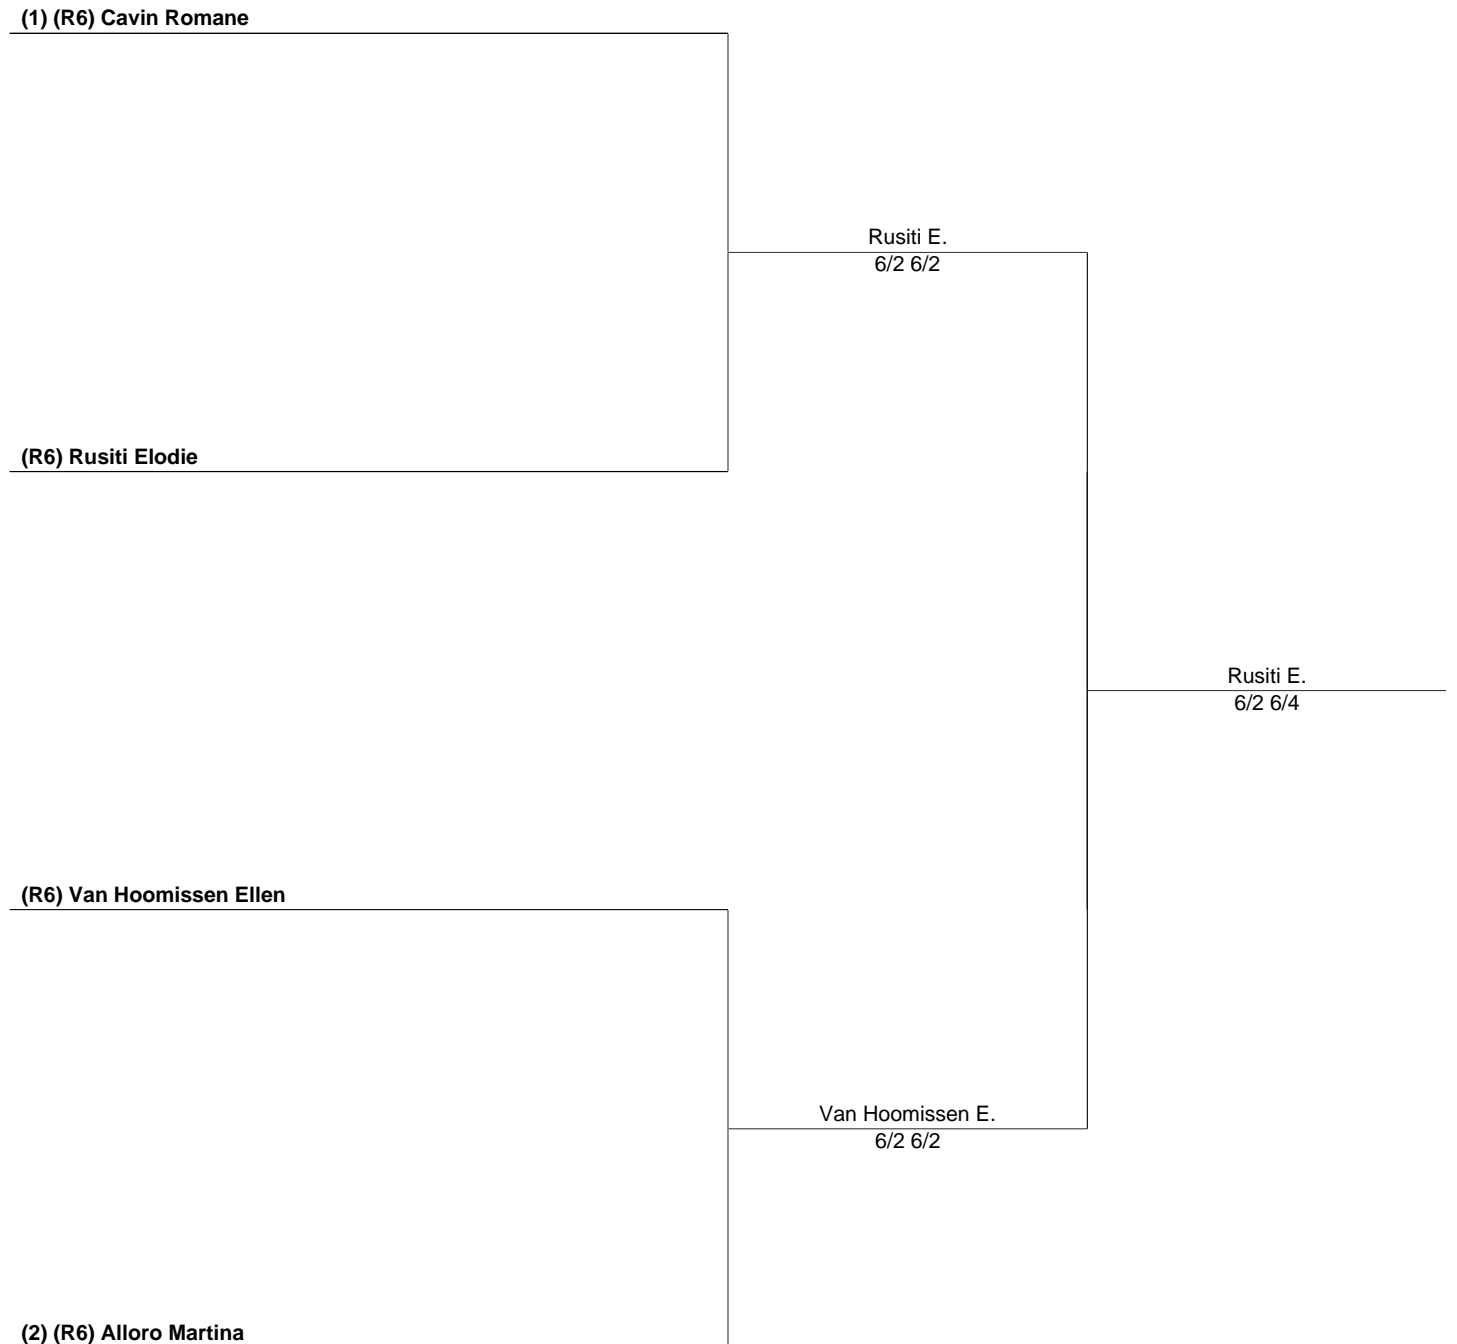 (1) (R6) Cavin Romane
Rusiti E.
6/2 6/2
(R6) Rusiti Elodie
Rusiti E.
6/2 6/4
(R6) Van Hoomissen Ellen
Van Hoomissen E.
6/2 6/2
(2) (R6) Alloro Martina